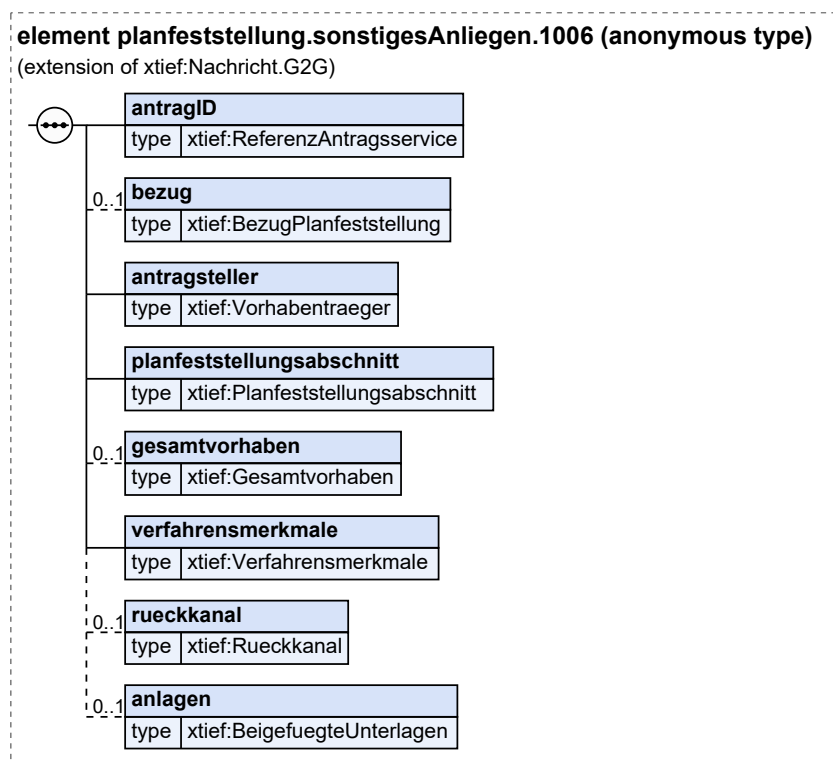 element planfeststellung.sonstigesAnliegen.1006 (anonymous type)
(extension of xtief:Nachricht.G2G)
antragID
type xtief:ReferenzAntragsservice
0..1 bezug
type xtief:BezugPlanfeststellung
antragsteller
type xtief:Vorhabentraeger
planfeststellungsabschnitt
type xtief:Planfeststellungsabschnitt
0..1 gesamtvorhaben
type xtief:Gesamtvorhaben
verfahrensmerkmale
type xtief:Verfahrensmerkmale
0..1 rueckkanal
type xtief:Rueckkanal
0..1 anlagen
type xtief:BeigefuegteUnterlagen